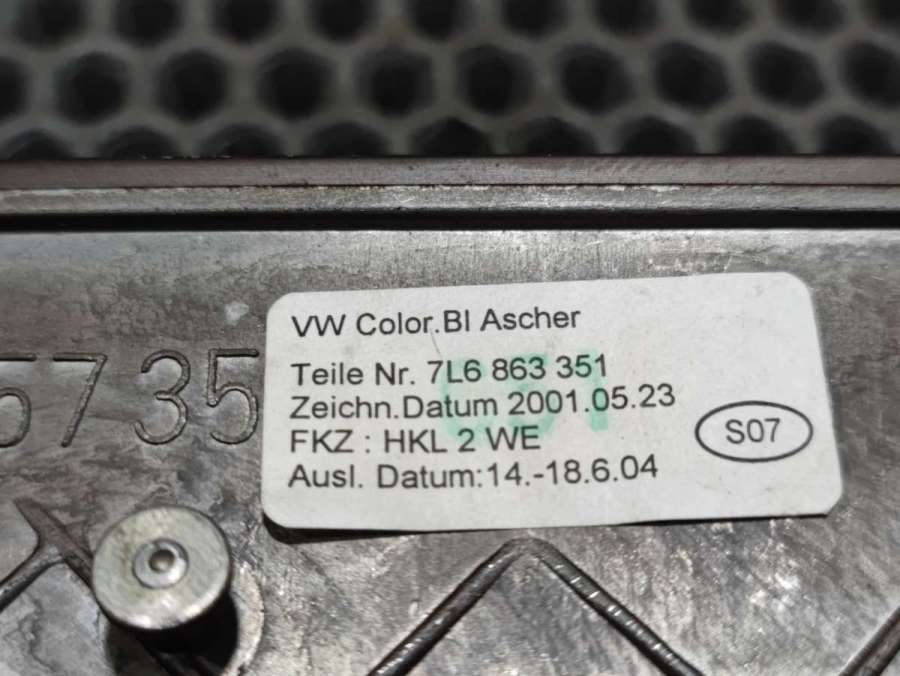 VW Color.Bl Ascher
Teile Nr. 7L6 863 351
Zeichn.Datum 2001.05.23
FKZ : HKL 2 WE
Ausl. Datum:14.-18.6.04
S07
57 35